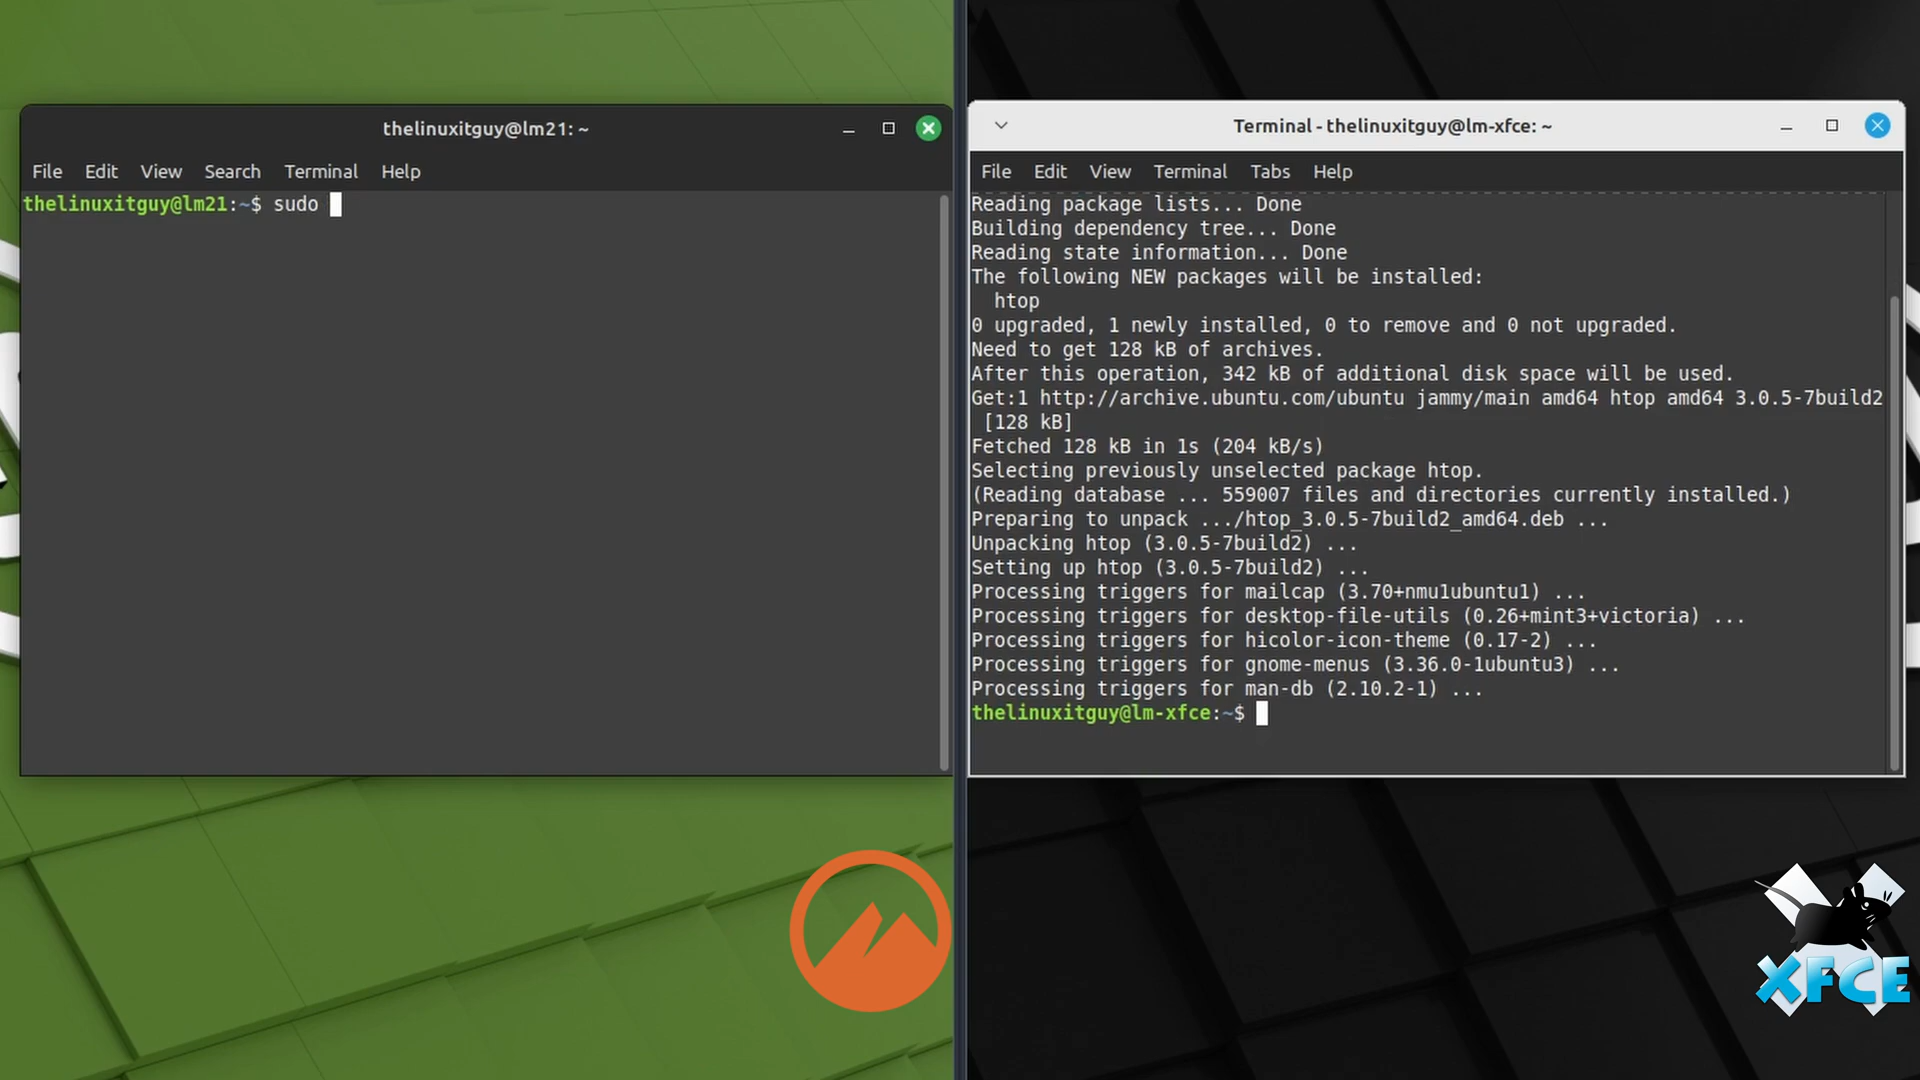 thelinuxitguy@lm21: ~
File Edit View Search Terminal Help
thelinuxitguy@lm21:~$ sudo
Terminal - thelinuxitguy@lm-xfce: ~
File Edit View Terminal Tabs Help
Reading package lists... Done
Building dependency tree... Done
Reading state information... Done
The following NEW packages will be installed:
  htop
0 upgraded, 1 newly installed, 0 to remove and 0 not upgraded.
Need to get 128 kB of archives.
After this operation, 342 kB of additional disk space will be used.
Get:1 http://archive.ubuntu.com/ubuntu jammy/main amd64 htop amd64 3.0.5-7build2
 [128 kB]
Fetched 128 kB in 1s (204 kB/s)
Selecting previously unselected package htop.
(Reading database ... 559007 files and directories currently installed.)
Preparing to unpack .../htop_3.0.5-7build2_amd64.deb ...
Unpacking htop (3.0.5-7build2) ...
Setting up htop (3.0.5-7build2) ...
Processing triggers for mailcap (3.70+nmu1ubuntu1) ...
Processing triggers for desktop-file-utils (0.26+mint3+victoria) ...
Processing triggers for hicolor-icon-theme (0.17-2) ...
Processing triggers for gnome-menus (3.36.0-1ubuntu3) ...
Processing triggers for man-db (2.10.2-1) ...
thelinuxitguy@lm-xfce:~$
XFCE